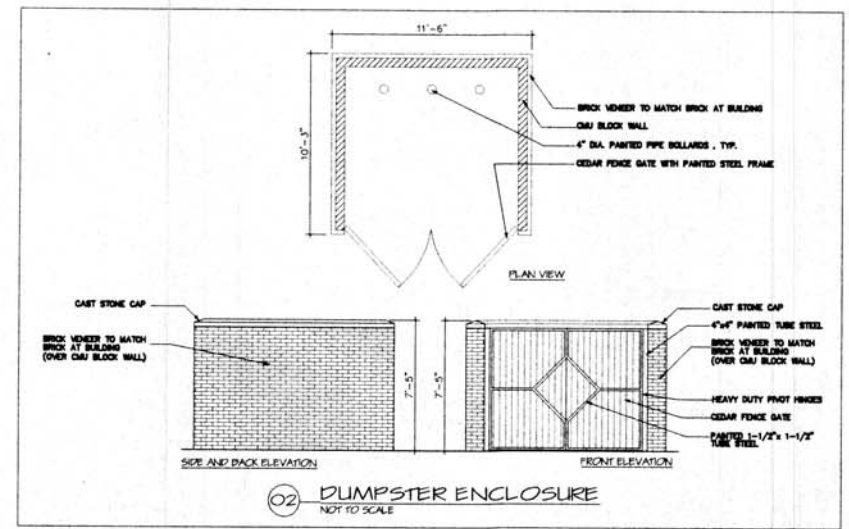 11'-6"
10'-3"
BRICK VENEER TO MATCH BRICK AT BUILDING
CMU BLOCK WALL
4" DIA. PAINTED PIPE BOLLARDS , TYP.
CEDAR FENCE GATE WITH PAINTED STEEL FRAME
PLAN VIEW
CAST STONE CAP
BRICK VENEER TO MATCH
BRICK AT BUILDING
(OVER CMU BLOCK WALL)
7'-5"
SIDE AND BACK ELEVATION
7'-5"
CAST STONE CAP
4"x4" PAINTED TUBE STEEL
BRICK VENEER TO MATCH
BRICK AT BUILDING
(OVER CMU BLOCK WALL)
HEAVY DUTY PIVOT HINGES
CEDAR FENCE GATE
PAINTED 1-1/2"x 1-1/2"
TUBE STEEL
FRONT ELEVATION
02 DUMPSTER ENCLOSURE
NOT TO SCALE